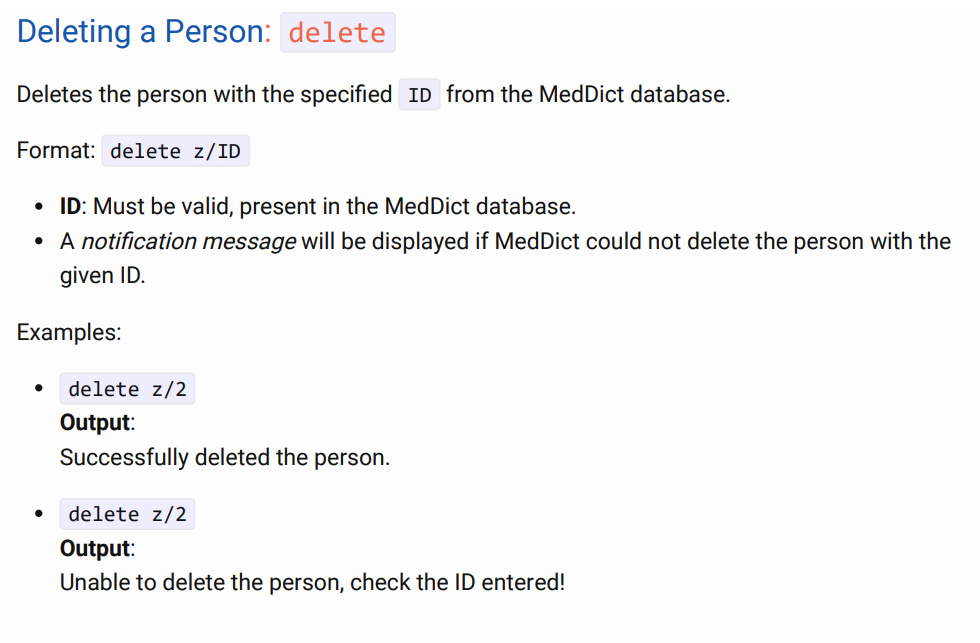 Deleting a Person: delete
Deletes the person with the specified ID from the MedDict database.
Format: delete z/ID
• ID: Must be valid, present in the MedDict database.
• A notification message will be displayed if MedDict could not delete the person with the
given ID.
Examples:
• delete z/2
Output:
Successfully deleted the person.
• delete z/2
Output:
Unable to delete the person, check the ID entered!